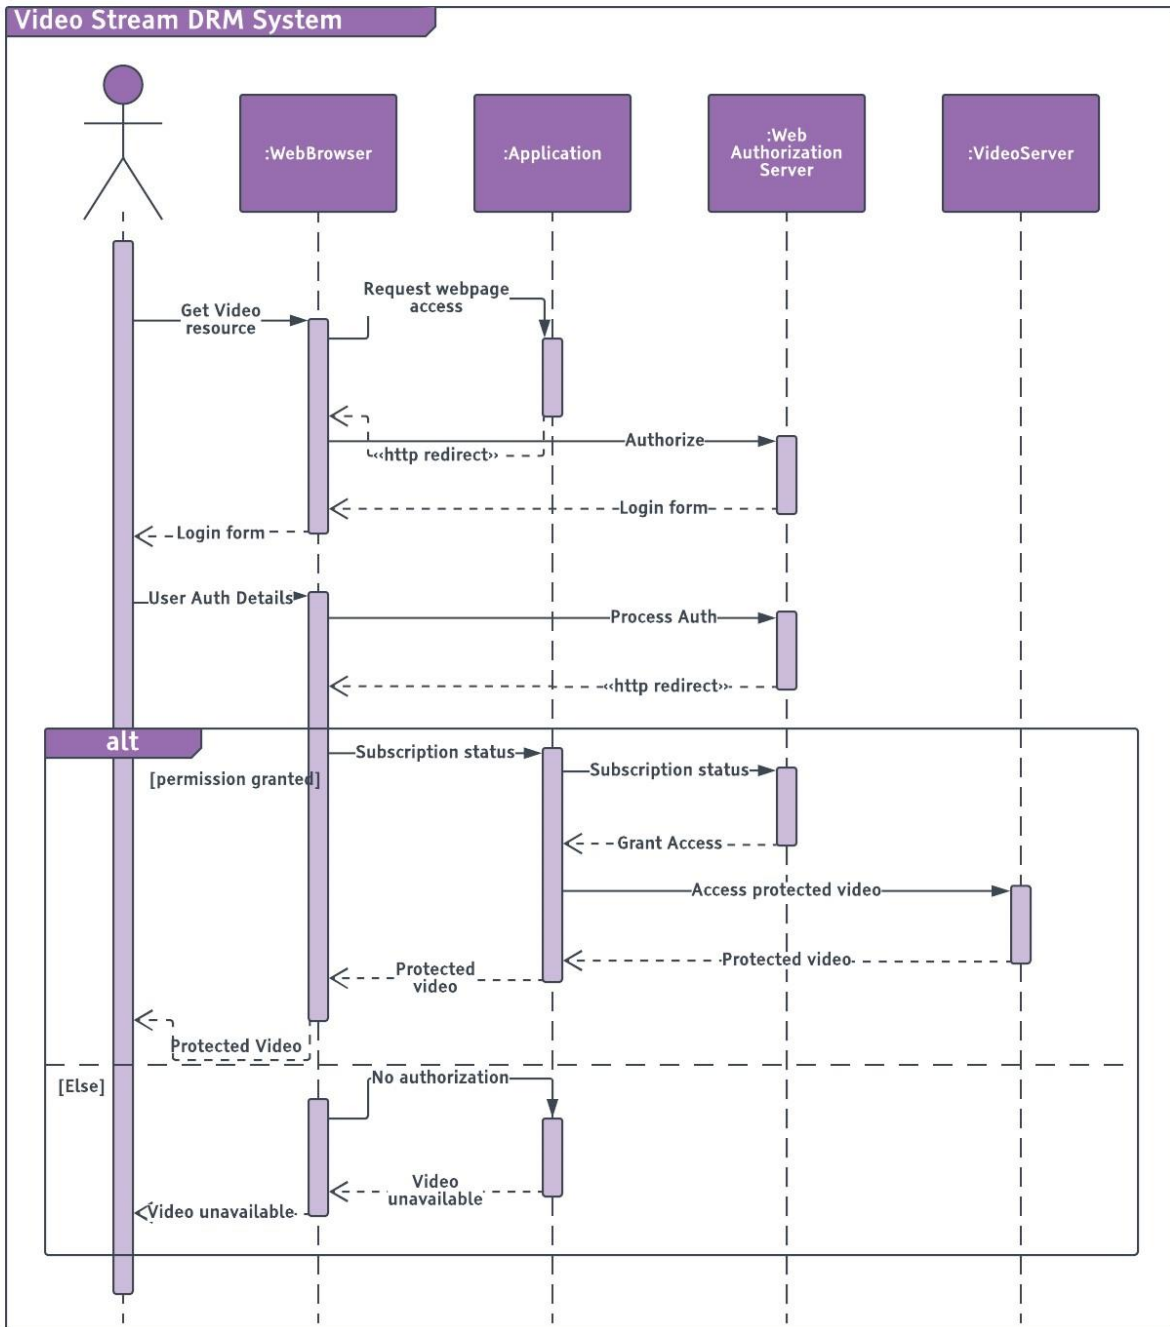 Video Stream DRM System
:WebBrowser
:Application
:Web
Authorization
Server
:VideoServer
Request webpage
access
Get Video
resource
Authorize
‹‹http redirect››
Login form
Login form
User Auth Details
Process Auth
‹‹http redirect››
alt
Subscription status
[permission granted]
Subscription status
Grant Access
Access protected video
Protected video
Protected
video
Protected Video
[Else]
No authorization
Video
unavailable
Video unavailable